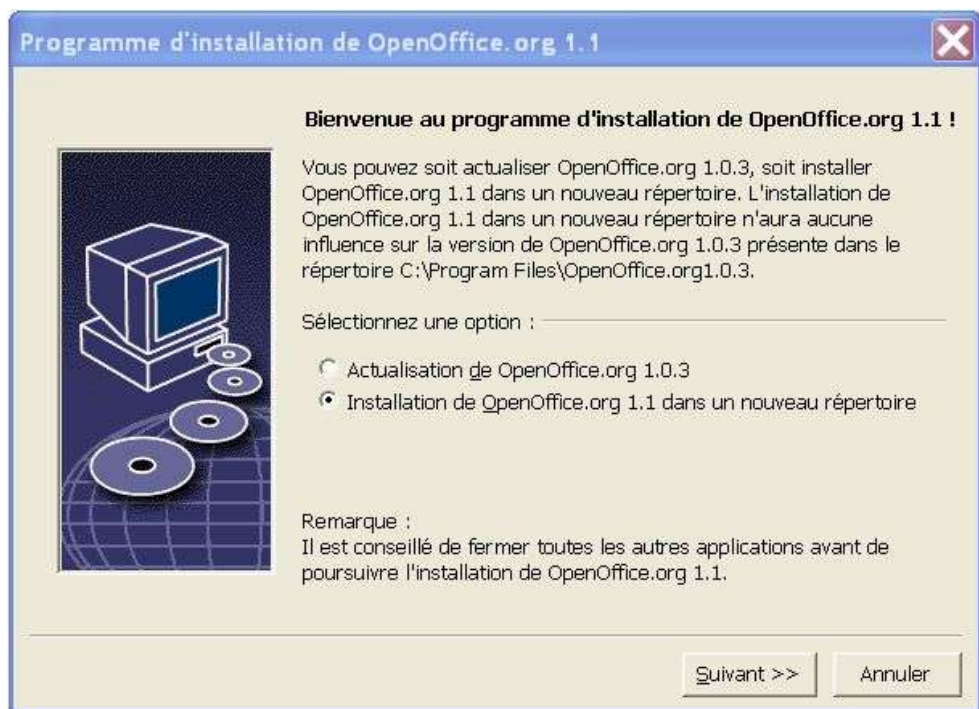 Programme d'installation de OpenOffice.org 1.1
Bienvenue au programme d'installation de OpenOffice.org 1.1 !
Vous pouvez soit actualiser OpenOffice.org 1.0.3, soit installer
OpenOffice.org 1.1 dans un nouveau répertoire. L'installation de
OpenOffice.org 1.1 dans un nouveau répertoire n'aura aucune
influence sur la version de OpenOffice.org 1.0.3 présente dans le
répertoire C:\Program Files\OpenOffice.org1.0.3.
Sélectionnez une option :
Actualisation de OpenOffice.org 1.0.3
Installation de OpenOffice.org 1.1 dans un nouveau répertoire
Remarque :
Il est conseillé de fermer toutes les autres applications avant de
poursuivre l'installation de OpenOffice.org 1.1.
Suivant >>
Annuler